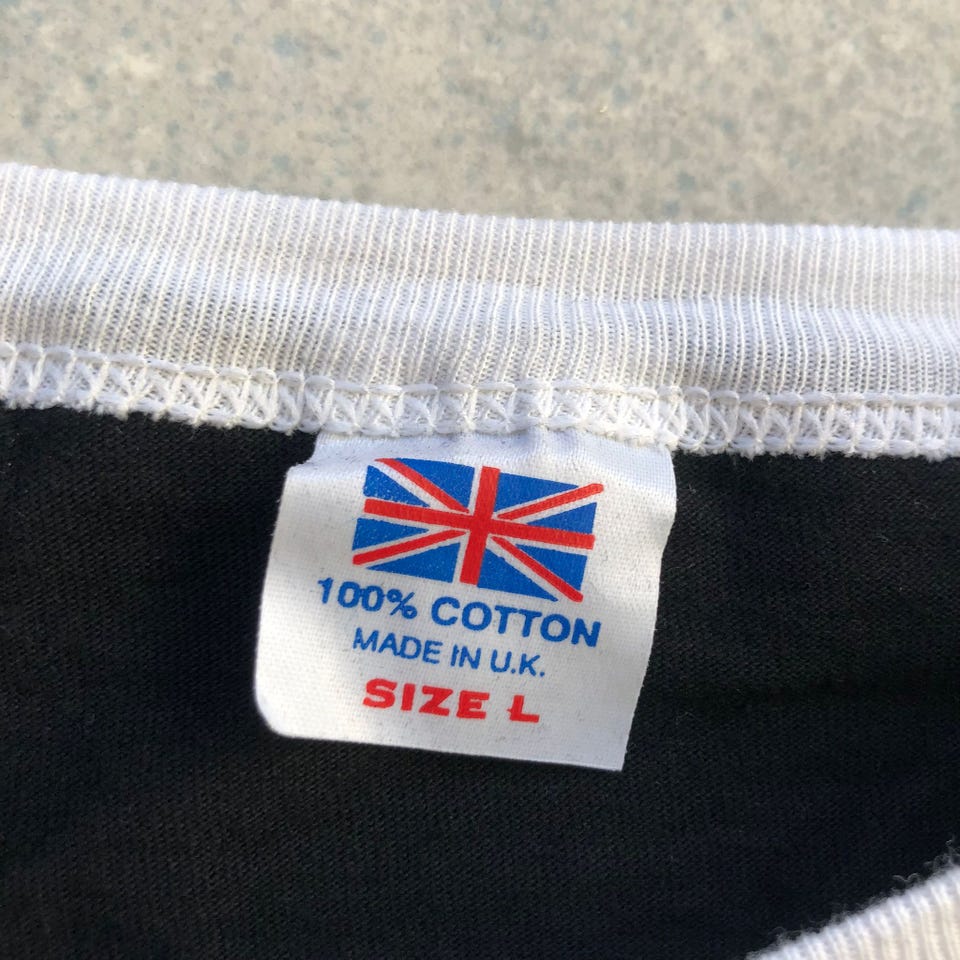 100% COTTON
MADE IN U.K.
SIZE L